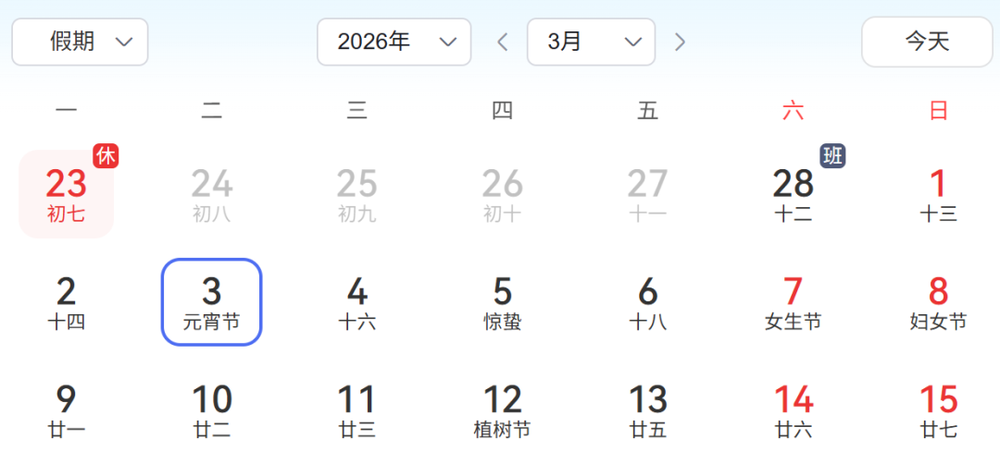 假期 2026年 3月 今天
一 二 三 四 五 六 日
休 班
23 24 25 26 27 28 1
初七 初八 初九 初十 十一 十二 十三
2 3 4 5 6 7 8
十四 元宵节 十六 惊蛰 十八 女生节 妇女节
9 10 11 12 13 14 15
廿一 廿二 廿三 植树节 廿五 廿六 廿七